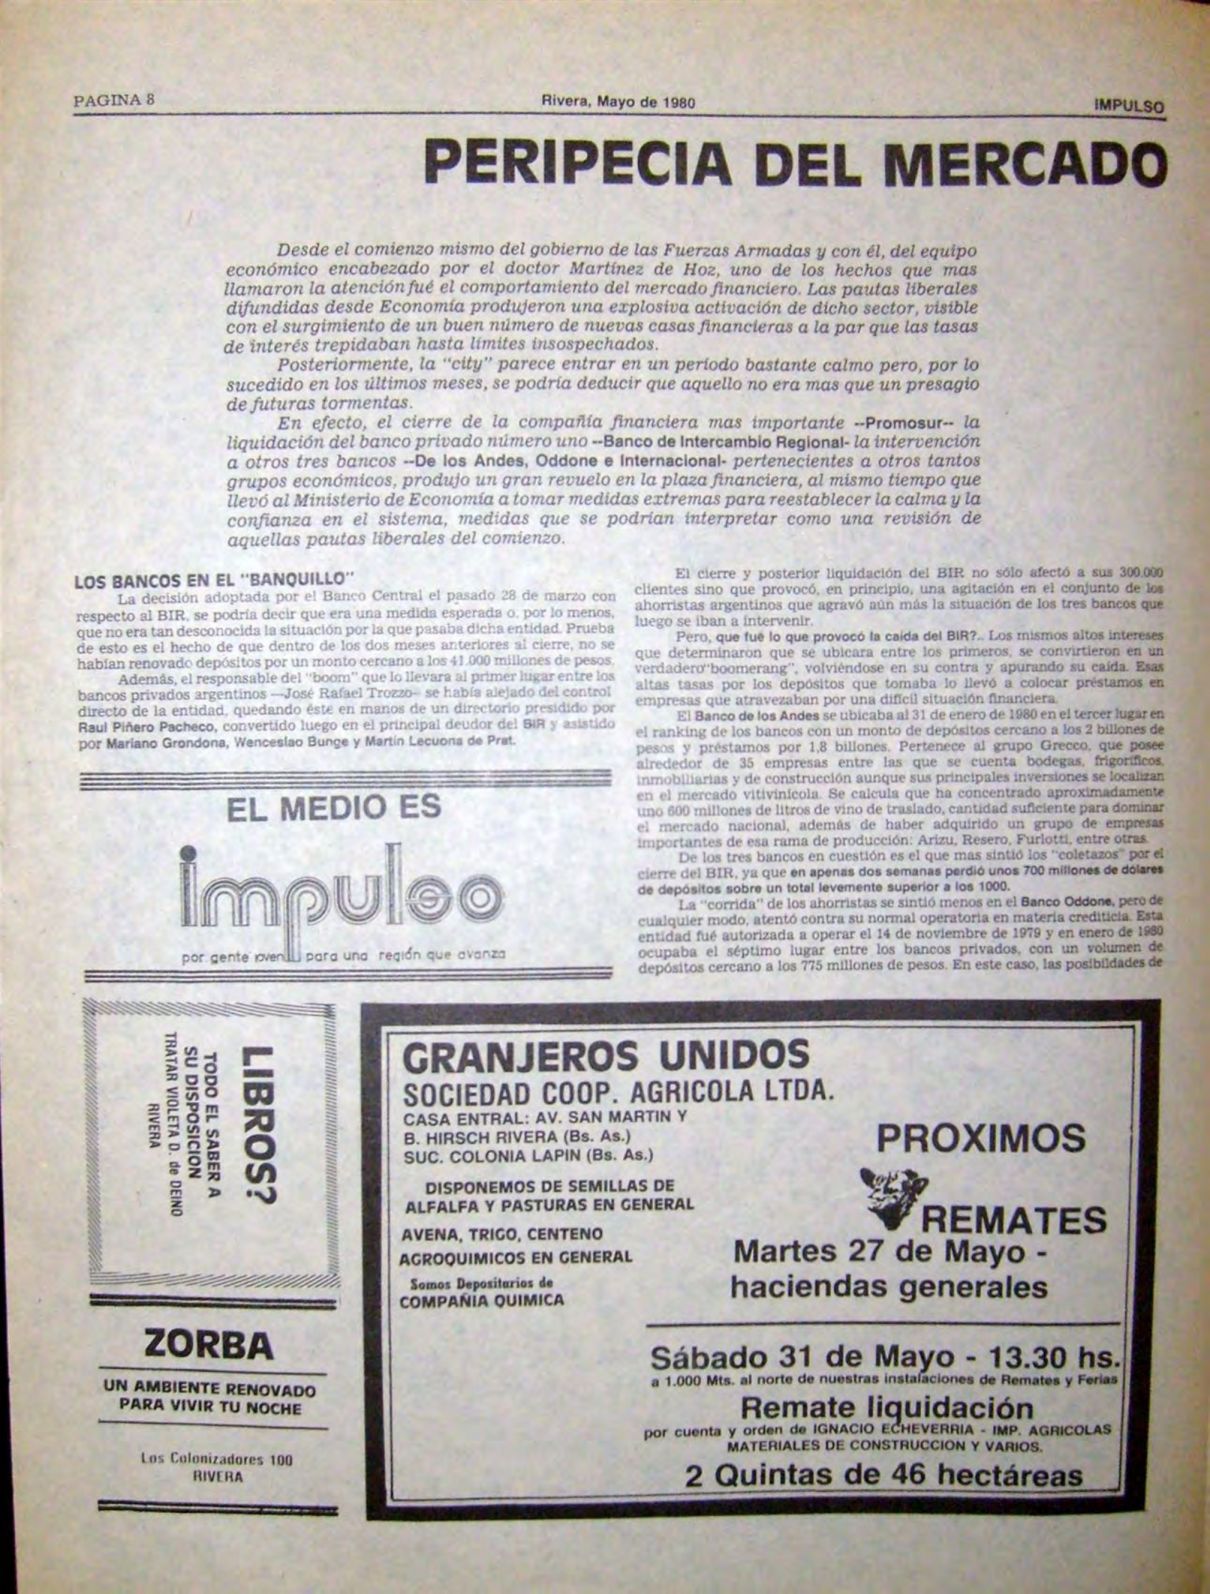 PAGINA 8
Rivera, Mayo de 1980
IMPULSO
PERIPECIA DEL MERCADO
Desde el comienzo mismo del gobierno de las Fuerzas Armadas y con él, del equipo
económico encabezado por el doctor Martínez de Hoz, uno de los hechos que mas
llamaron la atención fué el comportamiento del mercado financiero. Las pautas liberales
difundidas desde Economía produjeron una explosiva activación de dicho sector, visible
con el surgimiento de un buen número de nuevas casas financieras a la par que las tasas
de interés trepidaban hasta límites insospechados.
Posteriormente, la "city" parece entrar en un período bastante calmo pero, por lo
sucedido en los últimos meses, se podría deducir que aquello no era mas que un presagio
de futuras tormentas.
En efecto, el cierre de la compañía financiera mas importante --Promosur-- la
liquidación del banco privado número uno --Banco de Intercambio Regional- la intervención
a otros tres bancos --De los Andes, Oddone e Internacional- pertenecientes a otros tantos
grupos económicos, produjo un gran revuelo en la plaza financiera, al mismo tiempo que
llevó al Ministerio de Economía a tomar medidas extremas para reestablecer la calma y la
confianza en el sistema, medidas que se podrían interpretar como una revisión de
aquellas pautas liberales del comienzo.
LOS BANCOS EN EL "BANQUILLO"
La decisión adoptada por el Banco Central el pasado 28 de marzo con
respecto al BIR, se podría decir que era una medida esperada o, por lo menos,
que no era tan desconocida la situación por la que pasaba dicha entidad. Prueba
de esto es el hecho de que dentro de los dos meses anteriores al cierre, no se
habían renovado depósitos por un monto cercano a los 41.000 millones de pesos.
Además, el responsable del "boom" que lo llevara al primer lugar entre los
bancos privados argentinos —José Rafael Trozzo- se había alejado del control
directo de la entidad, quedando éste en manos de un directorio presidido por
Raul Piñero Pacheco, convertido luego en el principal deudor del BIR y asistido
por Mariano Grondona, Wenceslao Bunge y Martín Lecuona de Prat.
El cierre y posterior liquidación del BIR no sólo afectó a sus 300.000
clientes sino que provocó, en principio, una agitación en el conjunto de los
ahorristas argentinos que agravó aún más la situación de los tres bancos que
luego se iban a intervenir.
Pero, que fué lo que provocó la caída del BIR?.. Los mismos altos intereses
que determinaron que se ubicara entre los primeros, se convirtieron en un
verdadero"boomerang", volviéndose en su contra y apurando su caída. Esas
altas tasas por los depósitos que tomaba lo llevó a colocar préstamos en
empresas que atravezaban por una difícil situación financiera.
El Banco de los Andes se ubicaba al 31 de enero de 1980 en el tercer lugar en
el ranking de los bancos con un monto de depósitos cercano a los 2 billones de
pesos y préstamos por 1,8 billones. Pertenece al grupo Grecco, que posee
alrededor de 35 empresas entre las que se cuenta bodegas, frigoríficos,
inmobiliarias y de construcción aunque sus principales inversiones se localizan
en el mercado vitivinícola. Se calcula que ha concentrado aproximadamente
uno 600 millones de litros de vino de traslado, cantidad suficiente para dominar
el mercado nacional, además de haber adquirido un grupo de empresas
importantes de esa rama de producción: Arizu, Resero, Furlotti, entre otras.
De los tres bancos en cuestión es el que mas sintió los "coletazos" por el
cierre del BIR, ya que en apenas dos semanas perdió unos 700 millones de dólares
de depósitos sobre un total levemente superior a los 1000.
La "corrida" de los ahorristas se sintió menos en el Banco Oddone, pero de
cualquier modo, atentó contra su normal operatoria en materia crediticia. Esta
entidad fué autorizada a operar el 14 de noviembre de 1979 y en enero de 1980
ocupaba el séptimo lugar entre los bancos privados, con un volumen de
depósitos cercano a los 775 millones de pesos. En este caso, las posibildades de
EL MEDIO ES
impulso
por gente joven para una región que avanza
LIBROS?
TODO EL SABER A
SU DISPOSICION
TRATAR VIOLETA D. de DEINO
RIVERA
ZORBA
UN AMBIENTE RENOVADO
PARA VIVIR TU NOCHE
Los Colonizadores 100
RIVERA
GRANJEROS UNIDOS
SOCIEDAD COOP. AGRICOLA LTDA.
CASA ENTRAL: AV. SAN MARTIN Y
B. HIRSCH RIVERA (Bs. As.)
SUC. COLONIA LAPIN (Bs. As.)
DISPONEMOS DE SEMILLAS DE
ALFALFA Y PASTURAS EN GENERAL
AVENA, TRIGO, CENTENO
AGROQUIMICOS EN GENERAL
Somos Depositarios de
COMPAÑIA QUIMICA
PROXIMOS
REMATES
Martes 27 de Mayo -
haciendas generales
Sábado 31 de Mayo - 13.30 hs.
a 1.000 Mts. al norte de nuestras instalaciones de Remates y Ferias
Remate liquidación
por cuenta y orden de IGNACIO ECHEVERRIA - IMP. AGRICOLAS
MATERIALES DE CONSTRUCCION Y VARIOS.
2 Quintas de 46 hectáreas